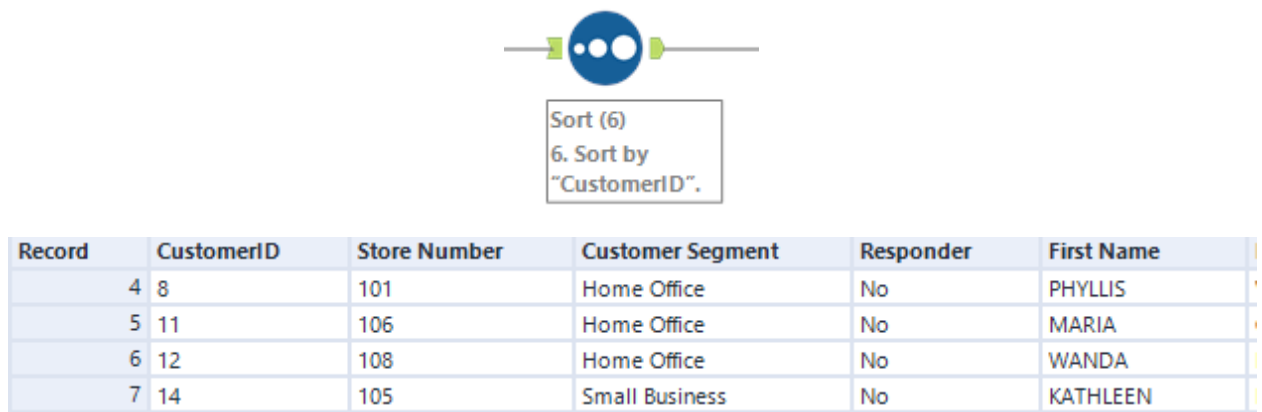 Sort (6)
6. Sort by
"CustomerID".
Record CustomerID Store Number Customer Segment Responder First Name
4 8 101 Home Office No PHYLLIS
5 11 106 Home Office No MARIA
6 12 108 Home Office No WANDA
7 14 105 Small Business No KATHLEEN